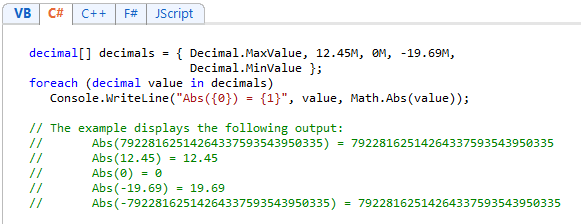 VB C# C++ F# JScript
decimal[] decimals = { Decimal.MaxValue, 12.45M, 0M, -19.69M,
                       Decimal.MinValue };
foreach (decimal value in decimals)
   Console.WriteLine("Abs({0}) = {1}", value, Math.Abs(value));
// The example displays the following output:
//       Abs(79228162514264337593543950335) = 79228162514264337593543950335
//       Abs(12.45) = 12.45
//       Abs(0) = 0
//       Abs(-19.69) = 19.69
//       Abs(-79228162514264337593543950335) = 79228162514264337593543950335